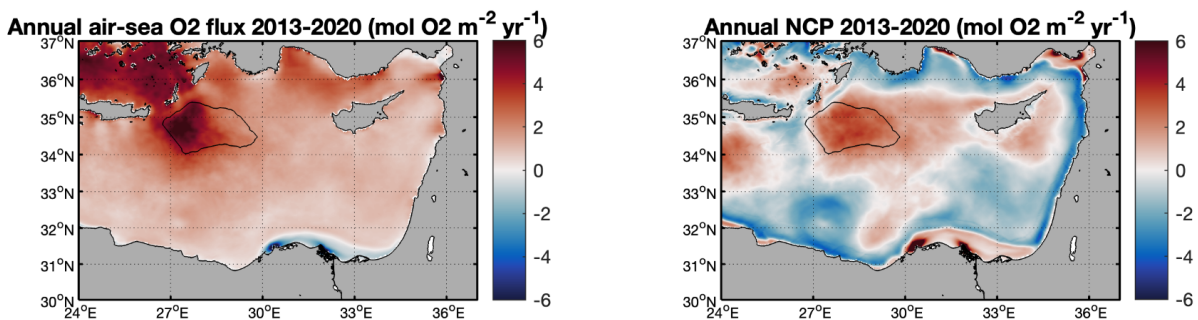 Annual air-sea O2 flux 2013-2020 (mol O2 m⁻² yr⁻¹)
37°N
36°N
35°N
34°N
33°N
32°N
31°N
30°N
24°E 27°E 30°E 33°E 36°E
6
4
2
0
-2
-4
-6
Annual NCP 2013-2020 (mol O2 m⁻² yr⁻¹)
37°N
36°N
35°N
34°N
33°N
32°N
31°N
30°N
24°E 27°E 30°E 33°E 36°E
6
4
2
0
-2
-4
-6